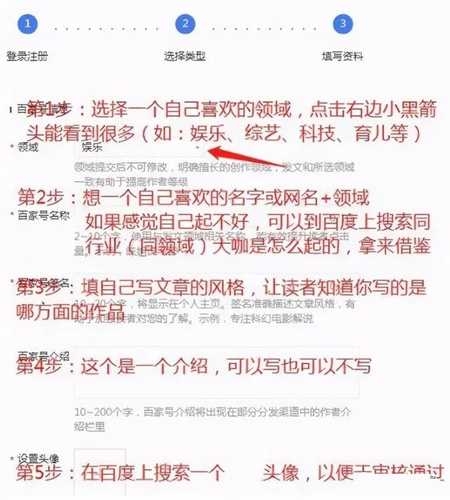 1 2 3
登录注册 选择类型 填写资料
第1步：选择一个自己喜欢的领域，点击右边小黑箭
头能看到很多（如：娱乐、综艺、科技、育儿等）
* 领域 娱乐
领域提交后不可修改，明确擅长的创作领域，发文和所选领域
一致有助于提高作者等级
第2步：想一个自己喜欢的名字或网名+领域
* 百家号名称
如果感觉自己起不好，可以到百度上搜索同
行业（同领域）大咖是怎么起的，拿来借鉴
第3步：填自己写文章的风格，让读者知道你写的是
哪方面的作品
20个字，将显示在个人主页。签名准确描述文章风格，有
对您的了解。示例：专注科幻电影解说
百家号介绍
第4步：这个是一个介绍，可以写也可以不写
10~200个字，百家号介绍将出现在部分分发渠道中的作者介
绍栏里
* 设置头像
第5步：在百度上搜索一个 头像，以便于审核通过